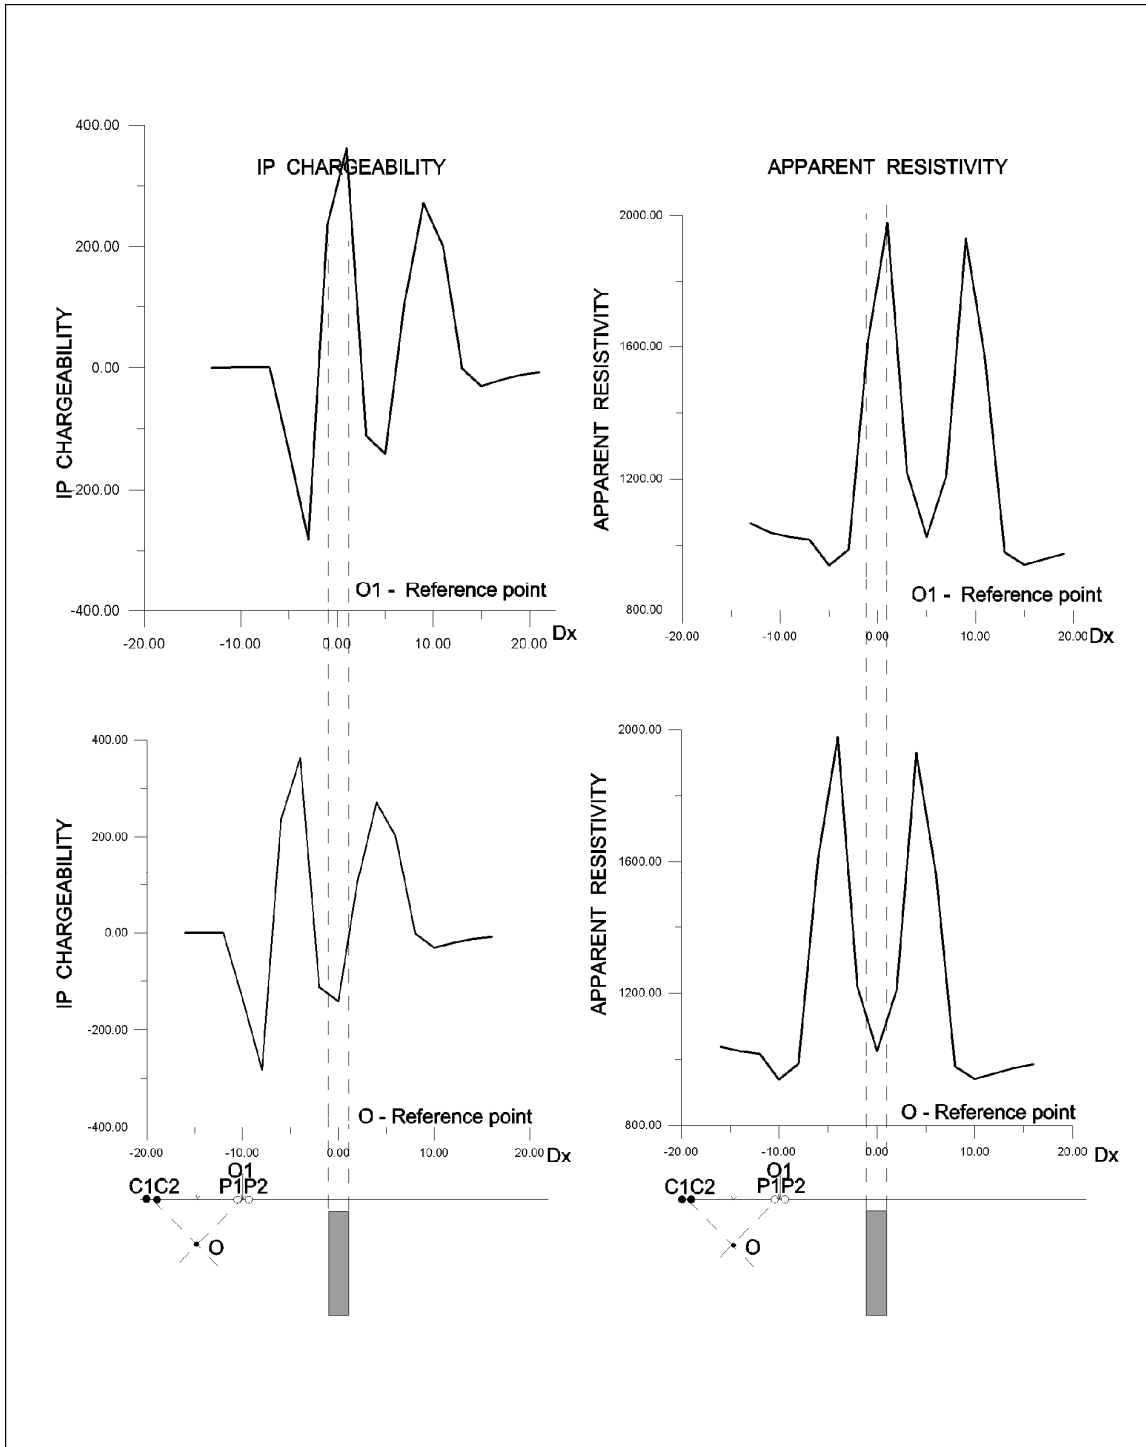 IP CHARGEABILITY
IP CHARGEABILITY
400.00
200.00
0.00
-200.00
-400.00
O1 - Reference point
-20.00 -10.00 0.00 10.00 20.00 Dx
APPARENT RESISTIVITY
APPARENT RESISTIVITY
2000.00
1600.00
1200.00
800.00
O1 - Reference point
-20.00 -10.00 0.00 10.00 20.00 Dx
IP CHARGEABILITY
400.00
200.00
0.00
-200.00
-400.00
O - Reference point
-20.00 -10.00 0.00 10.00 20.00 Dx
APPARENT RESISTIVITY
2000.00
1600.00
1200.00
800.00
O - Reference point
-20.00 -10.00 0.00 10.00 20.00 Dx
O1
C1C2 P1P2
O
O1
C1C2 P1P2
O